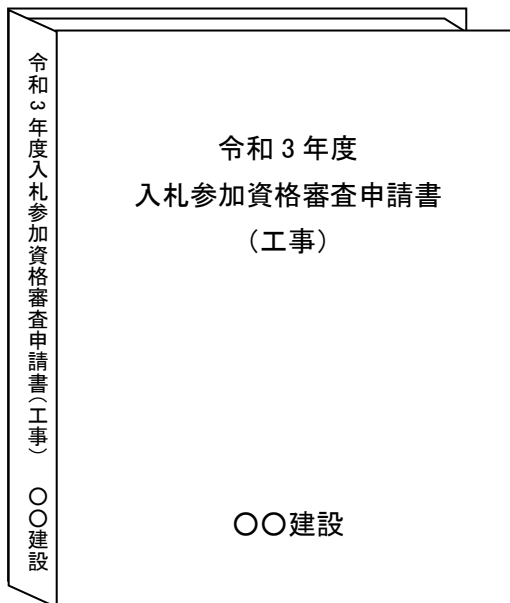 令和3年度入札参加資格審査申請書(工事) 〇〇建設
令和3年度
入札参加資格審査申請書
(工事)
〇〇建設